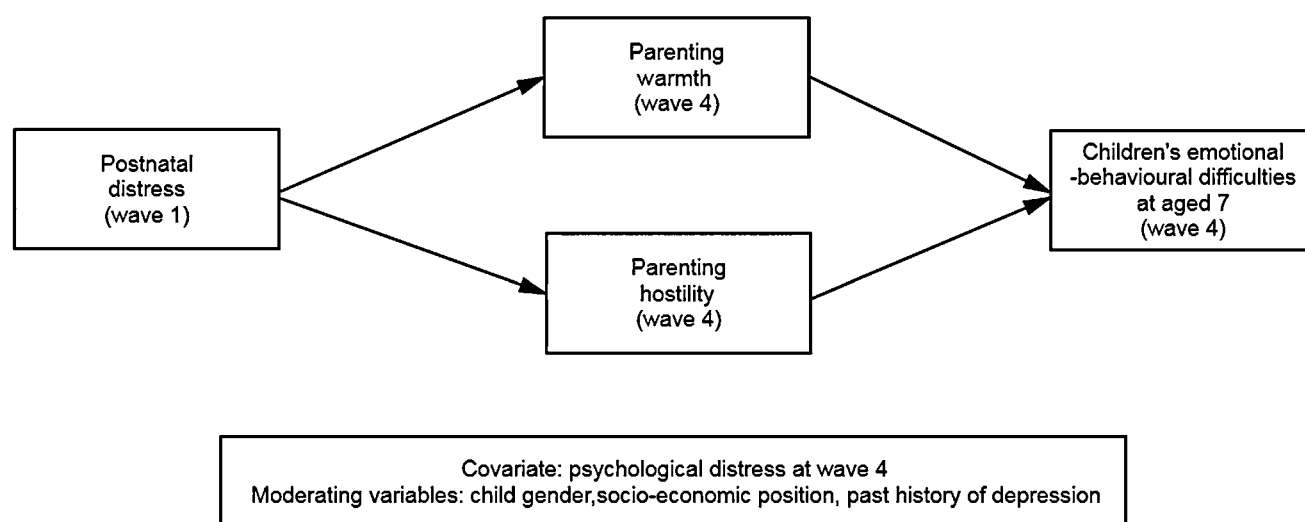 Postnatal
distress
(wave 1)
Parenting
warmth
(wave 4)
Parenting
hostility
(wave 4)
Children's emotional
-behavioural difficulties
at aged 7
(wave 4)
Covariate: psychological distress at wave 4
Moderating variables: child gender,socio-economic position, past history of depression